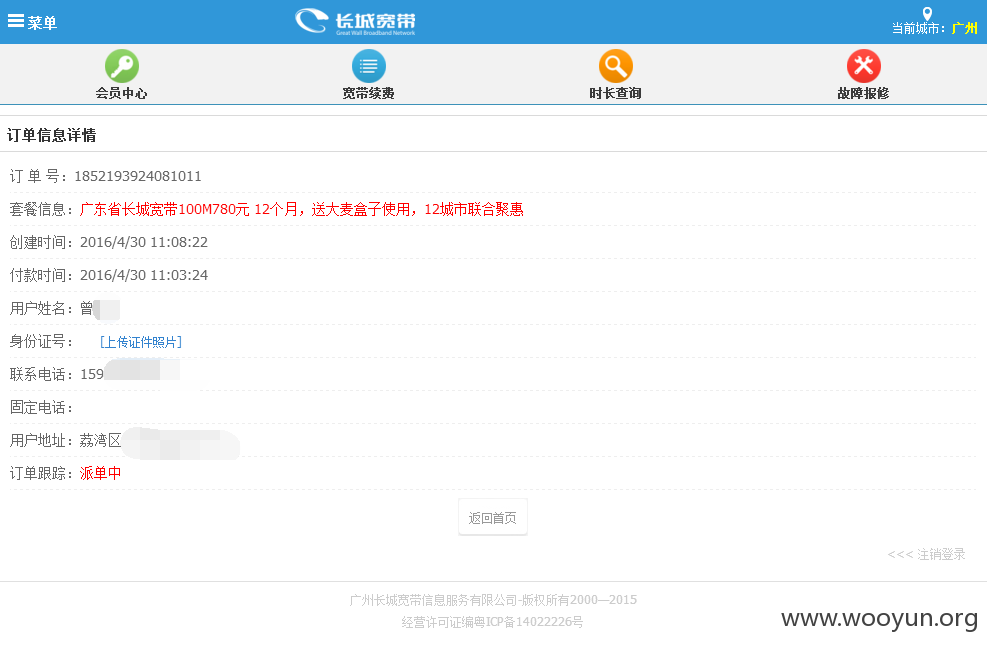 菜单
长城宽带
Great Wall Broadband Network
当前城市：广州
会员中心
宽带续费
时长查询
故障报修
订单信息详情
订 单 号：1852193924081011
套餐信息：广东省长城宽带100M780元 12个月，送大麦盒子使用，12城市联合聚惠
创建时间：2016/4/30 11:08:22
付款时间：2016/4/30 11:03:24
用户姓名：曾
身份证号： [上传证件照片]
联系电话：159
固定电话：
用户地址：荔湾区
订单跟踪：派单中
返回首页
<<< 注销登录
广州长城宽带信息服务有限公司-版权所有2000—2015
经营许可证编粤ICP备14022226号
www.wooyun.org